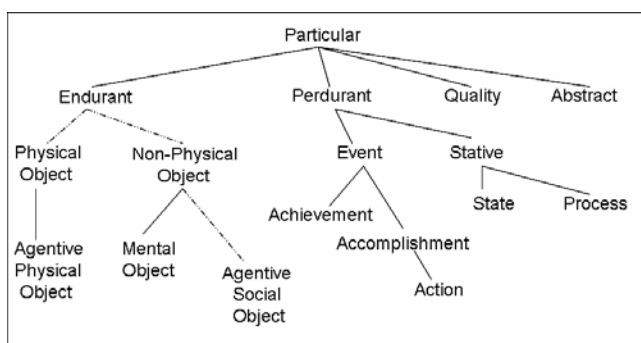 Particular
Endurant Perdurant Quality Abstract
Physical Object Non-Physical Object Event Stative
Achievement State Process
Agentive Physical Object Mental Object Agentive Social Object Accomplishment
Action